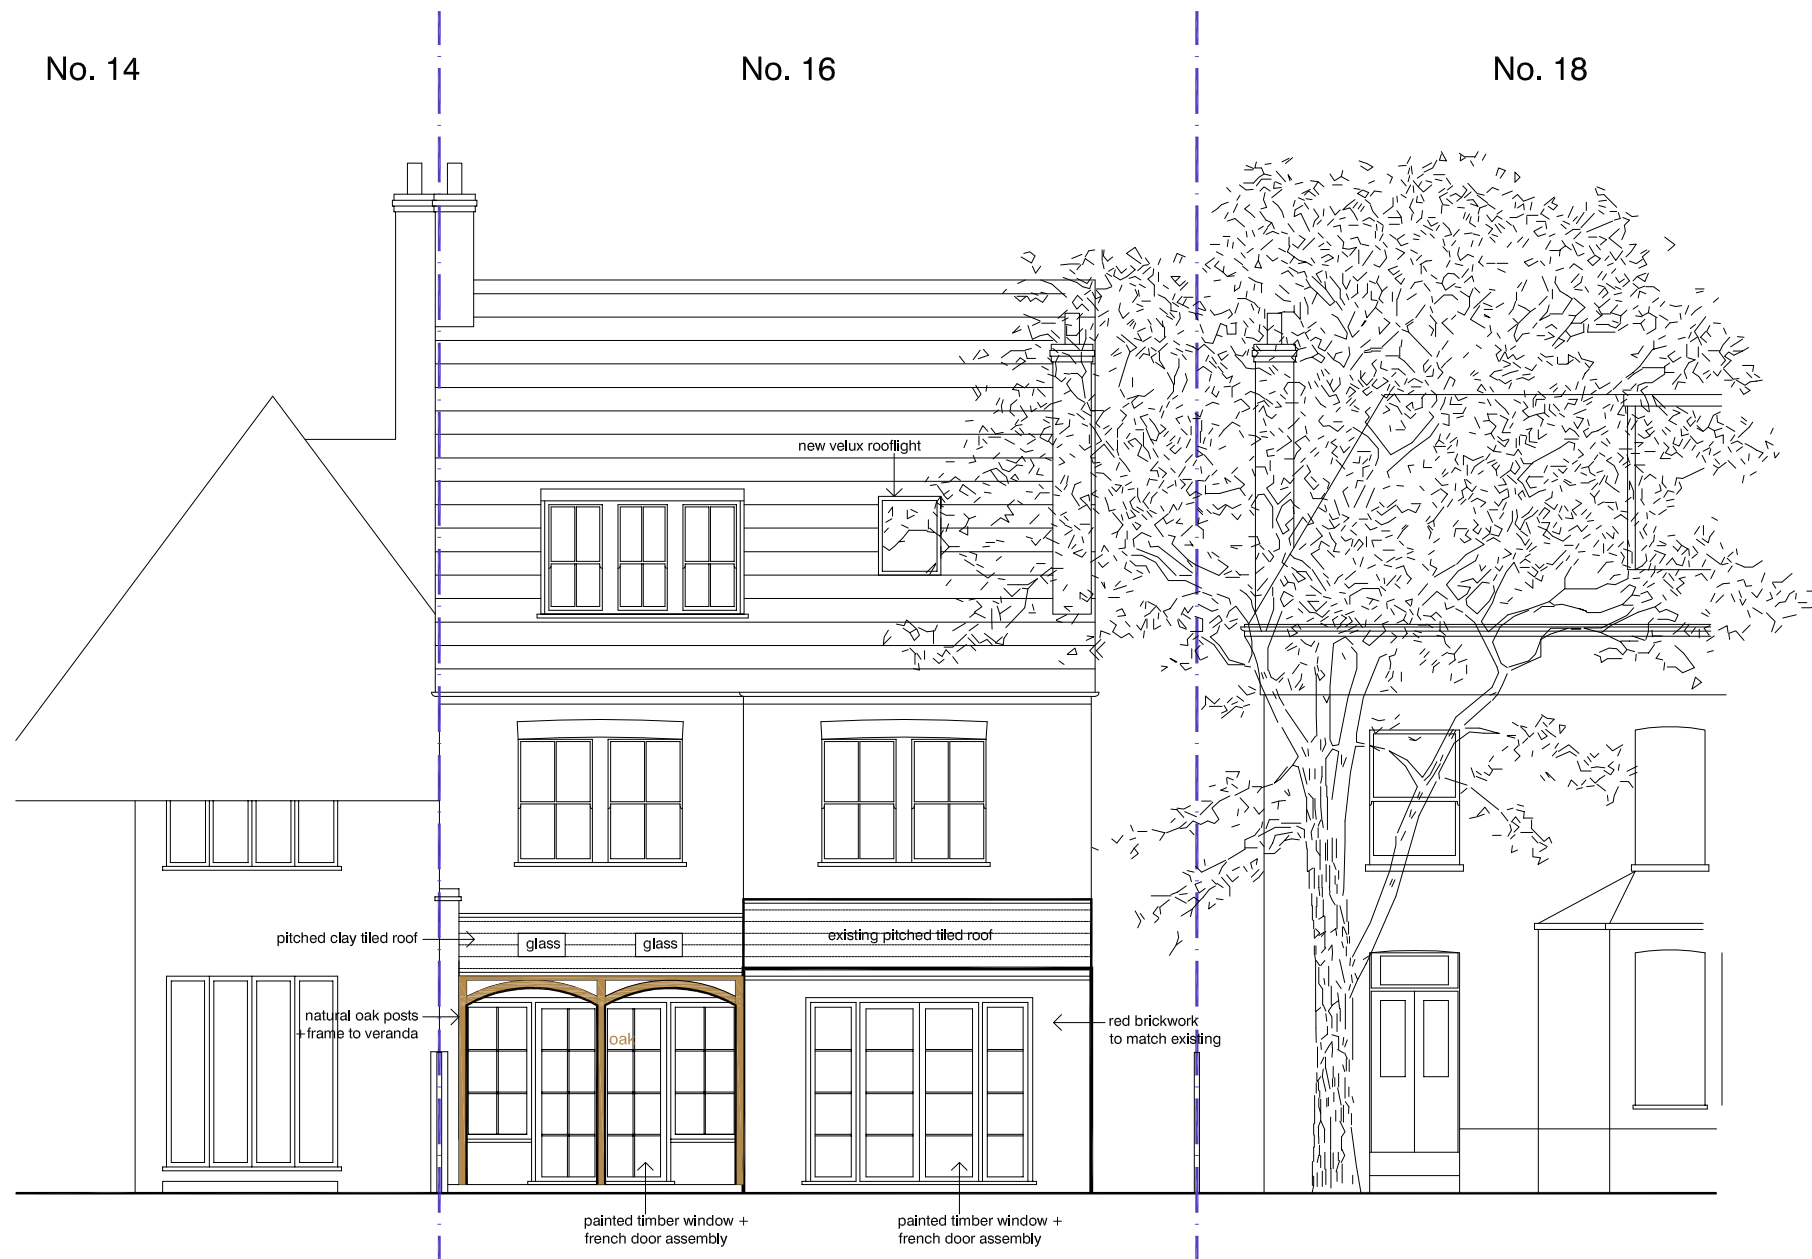 No. 14
No. 16
No. 18
new velux rooflight
pitched clay tiled roof
glass
glass
existing pitched tiled roof
natural oak posts
+frame to veranda
oak
red brickwork
to match existing
painted timber window +
french door assembly
painted timber window +
french door assembly